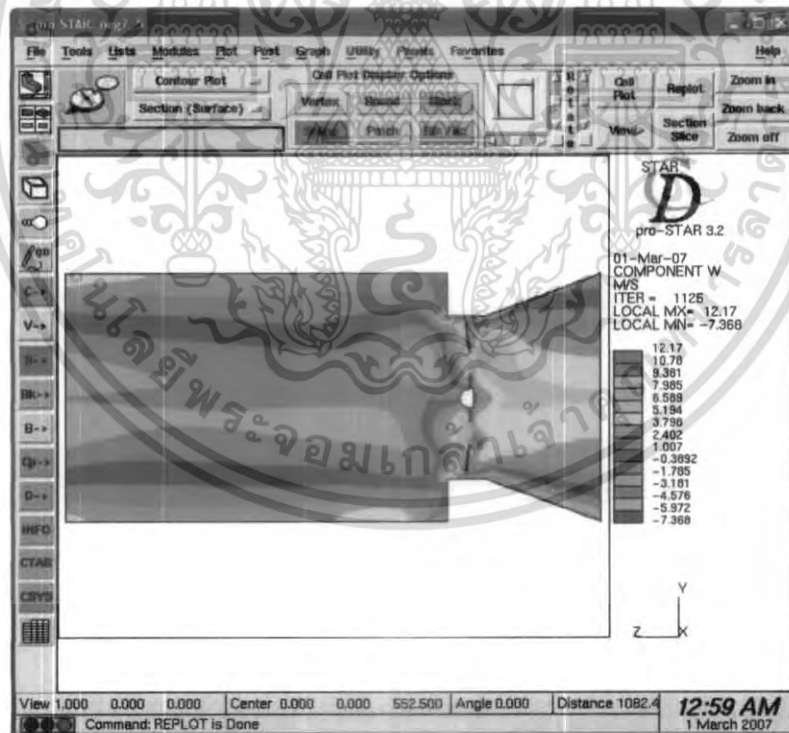 File Tools Lists Modules Plot Post Graph Utility Panels Favorites Help
Contour Plot
Section (Surface)
Cell Plot Display Options
Vertex Patch
Rotate
Cell Plot
Replot
Zoom in
View->
Section Slice
Zoom back
Zoom off
C->
V->
B->
D->
INFO
CTAB
CSYS
STAR
D
pro-STAR 3.2
01-Mar-07
COMPONENT W
M/S
ITER = 1126
LOCAL MX= 12.17
LOCAL MN= -7.368
12.17
10.78
9.381
7.985
6.589
5.194
3.798
2.402
1.007
-0.3892
-1.785
-3.181
-4.576
-5.972
-7.368
Y
Z X
View 1.000 0.000 0.000 Center 0.000 0.000 552.500 Angle 0.000 Distance 1082.4
12:59 AM
Command: REPLOT is Done
1 March 2007